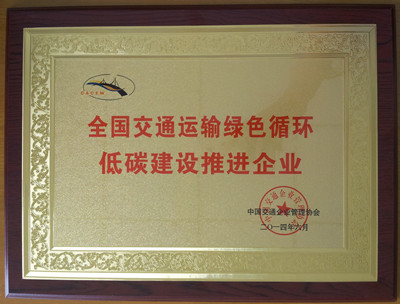 全国交通运输绿色循环
低碳建设推进企业
中国交通企业管理协会
二〇一四年六月